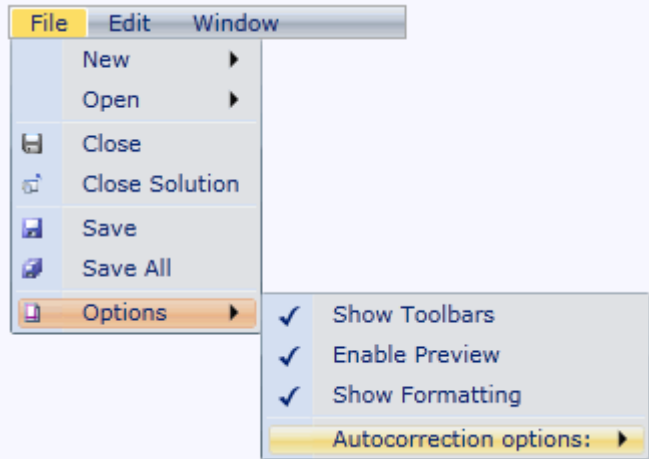 File Edit Window
New
Open
Close
Close Solution
Save
Save All
Options
Show Toolbars
Enable Preview
Show Formatting
Autocorrection options: